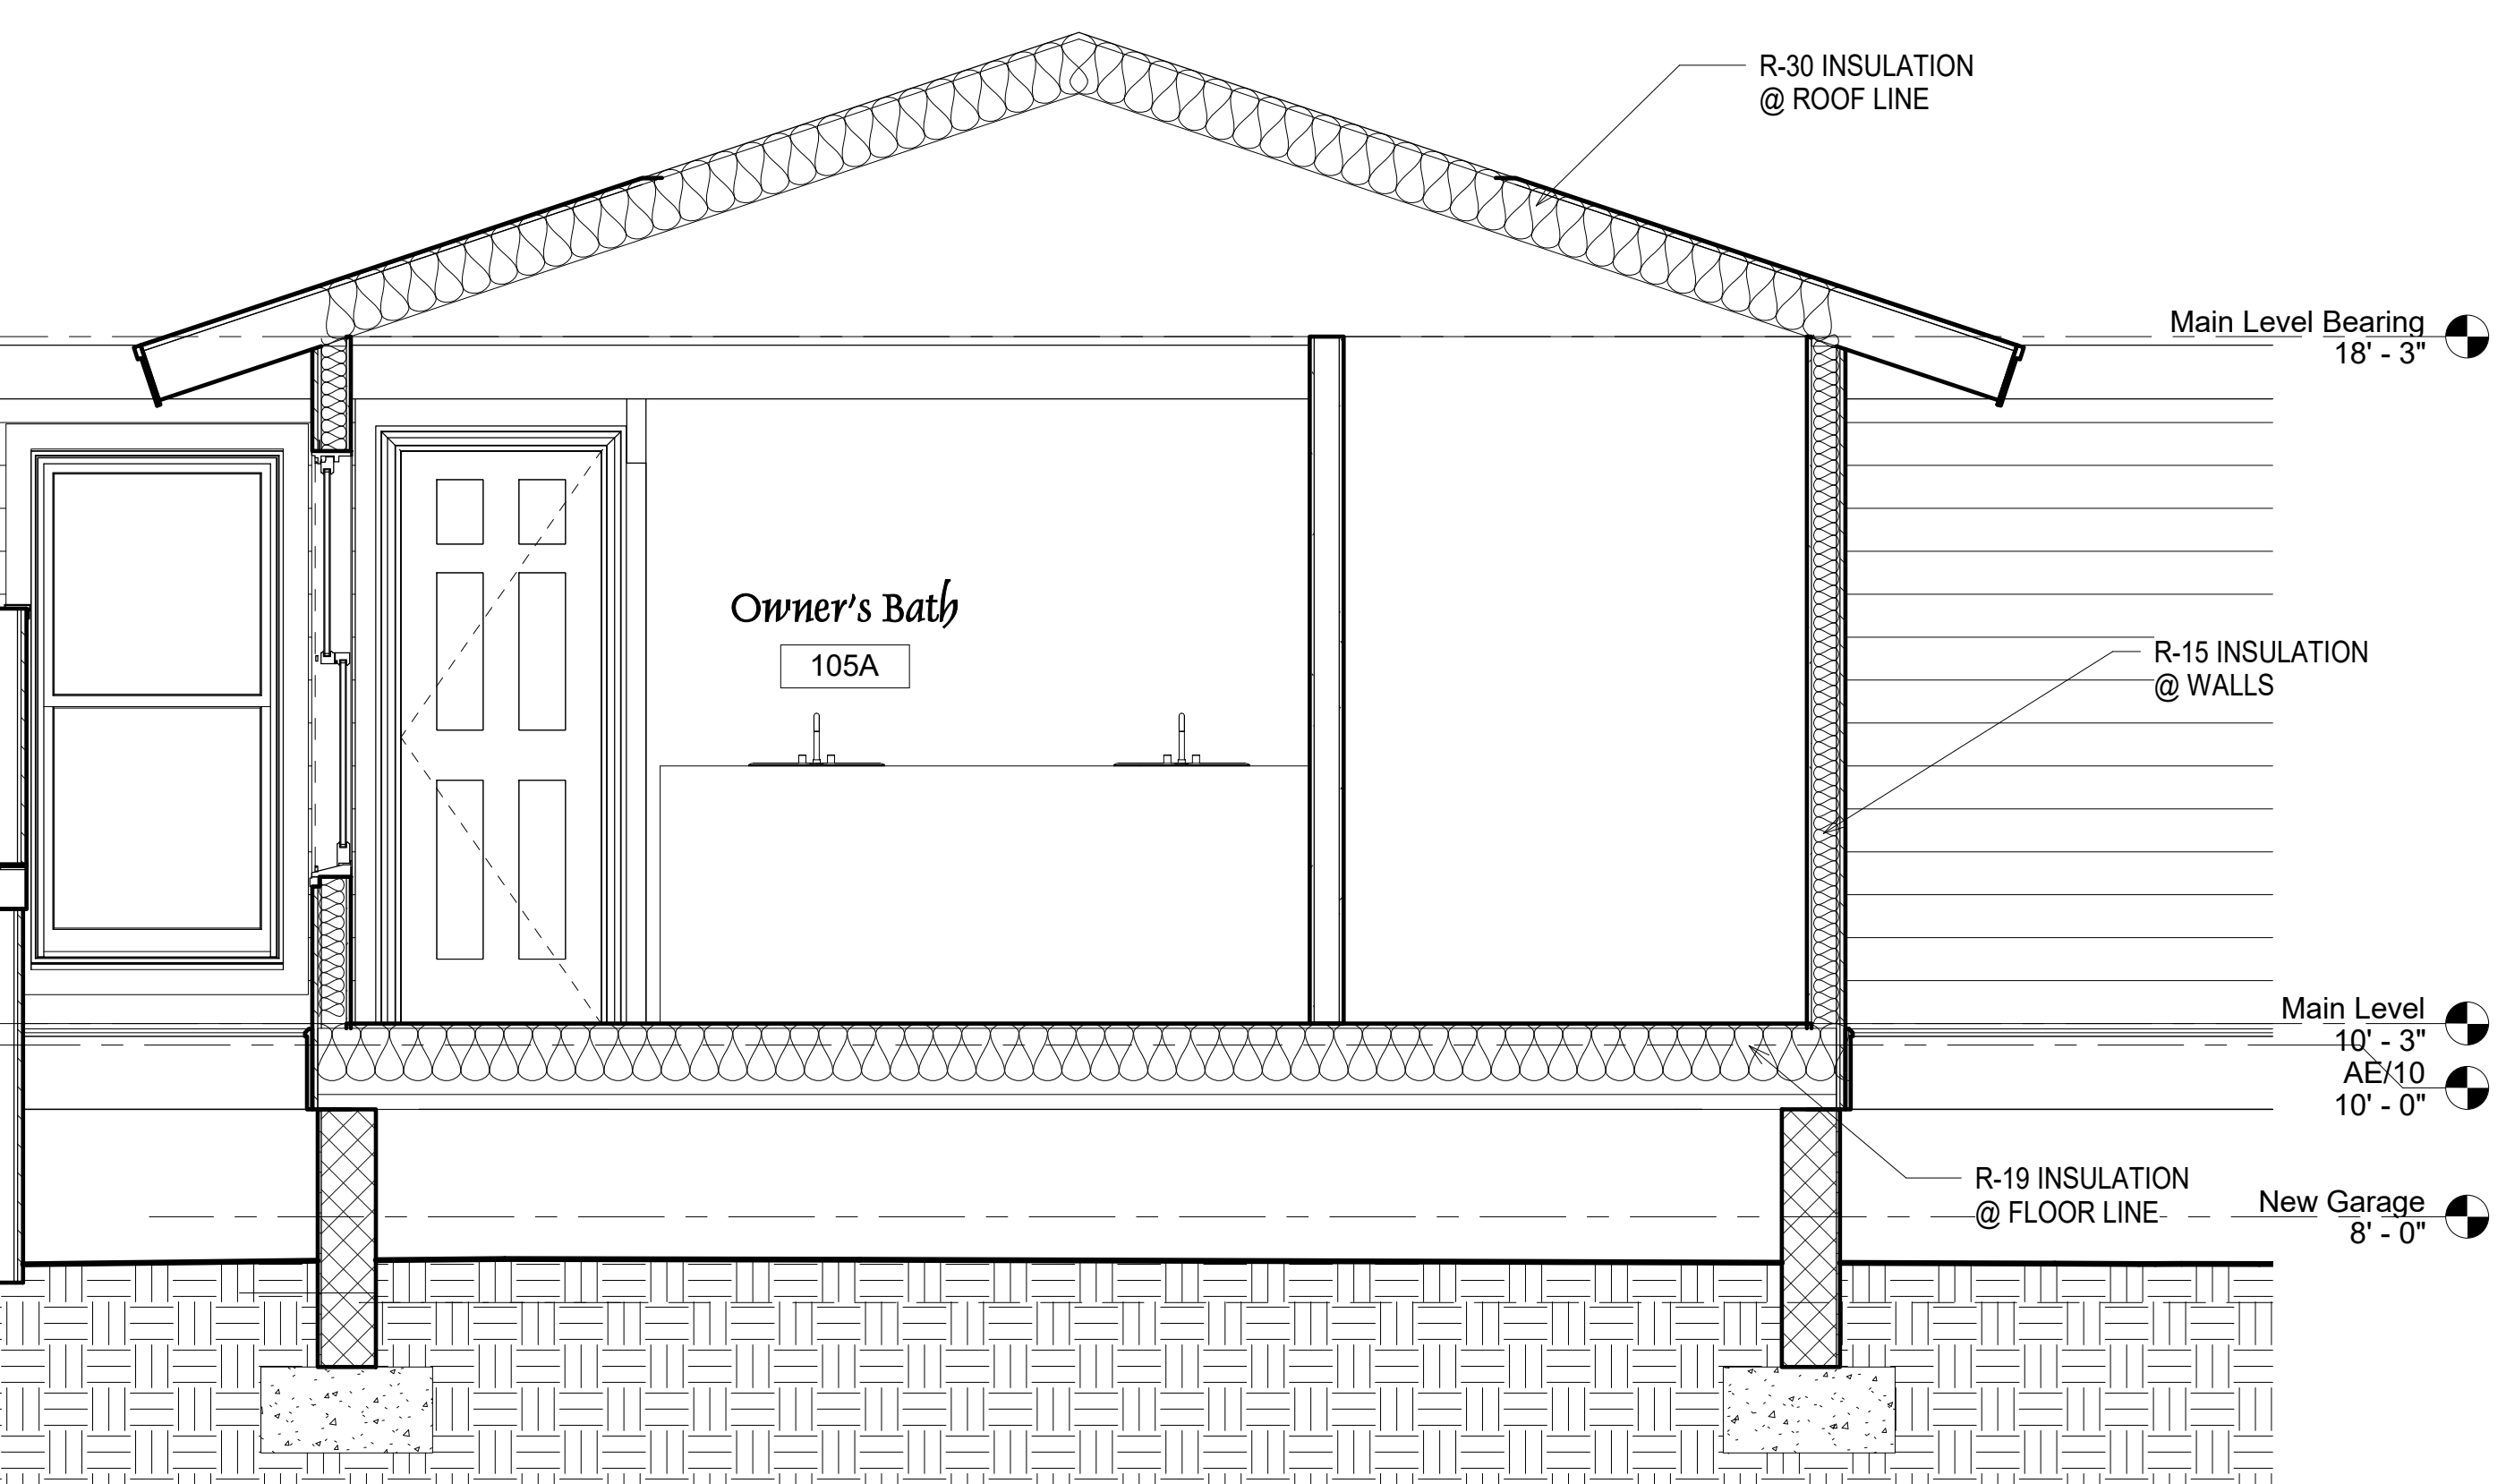 R-30 INSULATION
@ ROOF LINE
Main Level Bearing
18' - 3"
Owner's Bath
105A
R-15 INSULATION
@ WALLS
Main Level
10' - 3"
AE/10
10' - 0"
R-19 INSULATION
@ FLOOR LINE
New Garage
8' - 0"